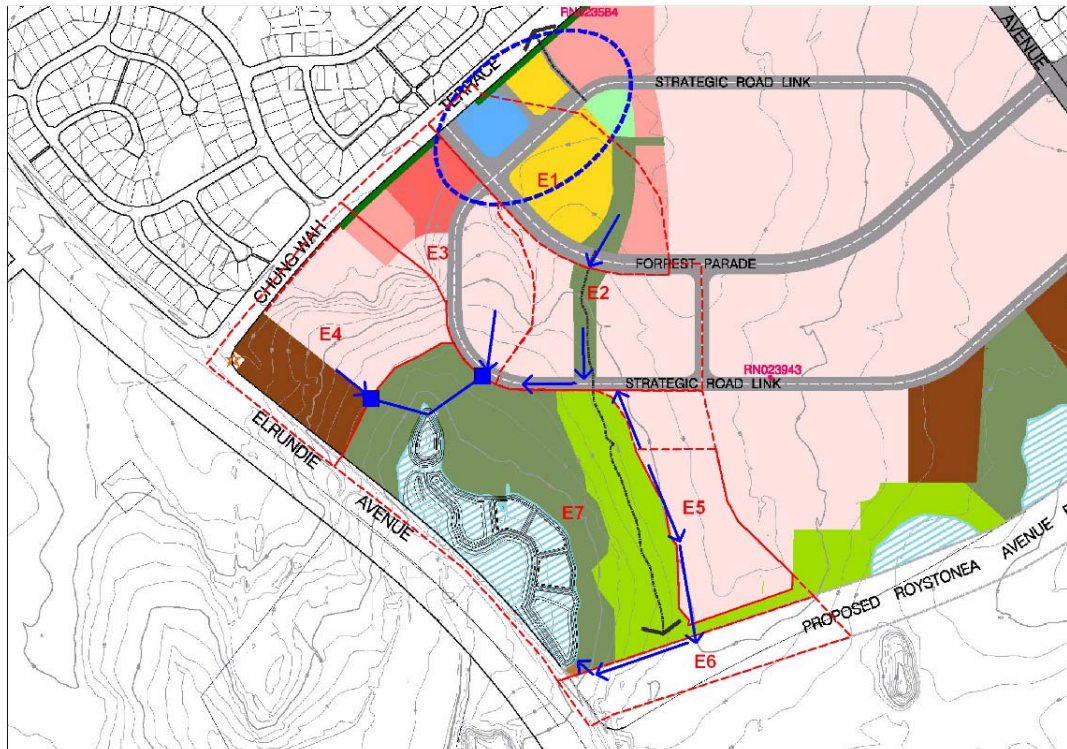 RN023584
AVENUE
STRATEGIC ROAD LINK
TERRACE
E1
CHUNG WAH
E3
FORREST PARADE
E2
E4
RN023943
STRATEGIC ROAD LINK
ELRUNDIE
AVENUE
E7
E5
PROPOSED ROYSTONEA AVENUE
E6